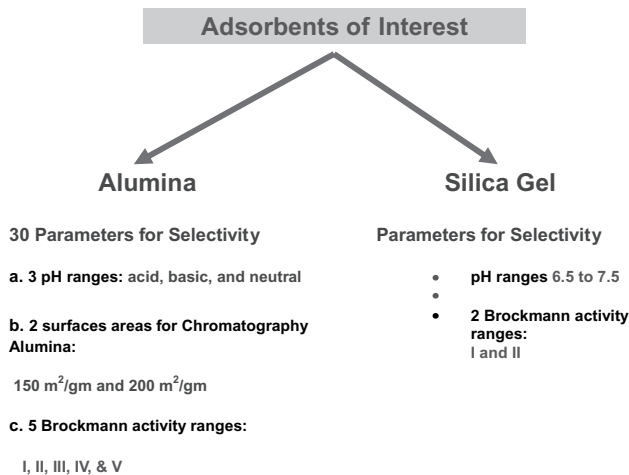 Adsorbents of Interest
Alumina
30 Parameters for Selectivity
a. 3 pH ranges: acid, basic, and neutral
b. 2 surfaces areas for Chromatography
Alumina:
150 m²/gm and 200 m²/gm
c. 5 Brockmann activity ranges:
I, II, III, IV, & V
Silica Gel
Parameters for Selectivity
• pH ranges 6.5 to 7.5
•
• 2 Brockmann activity
ranges:
I and II